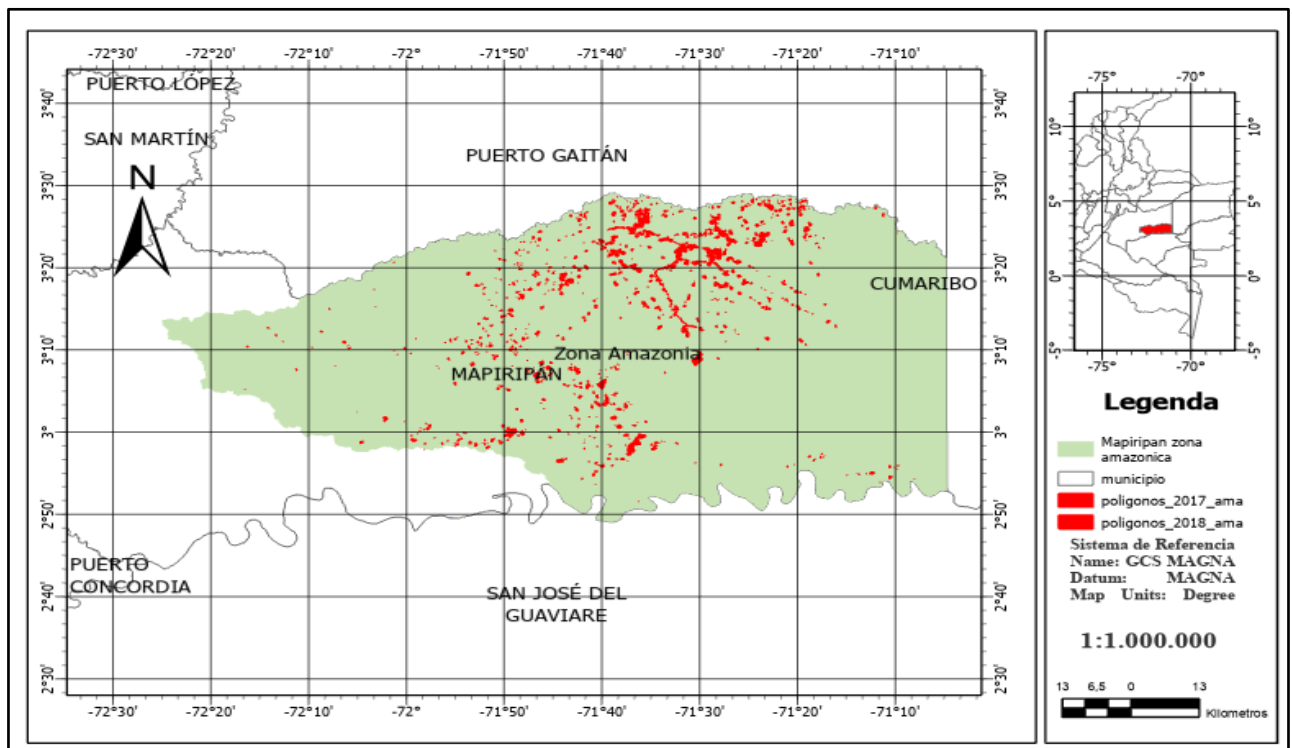 -72°30' -72°20' -72°10' -72° -71°50' -71°40' -71°30' -71°20' -71°10'
3°40' 3°40'
3°30' 3°30'
3°20' 3°20'
3°10' 3°10'
3° 3°
2°50' 2°50'
2°40' 2°40'
2°30' 2°30'
PUERTO LÓPEZ
SAN MARTÍN
PUERTO GAITÁN
N
CUMARIBO
Zona Amazonia
MAPIRIPÁN
PUERTO
CONCORDIA
SAN JOSÉ DEL
GUAVIARE
-72°30' -72°20' -72°10' -72° -71°50' -71°40' -71°30' -71°20' -71°10'
-75° -70°
10° 10°
5° 5°
0° 0°
-5° -5°
-75° -70°
Legenda
Mapiripan zona
amazonica
municipio
poligonos_2017_ama
poligonos_2018_ama
Sistema de Referencia
Name: GCS MAGNA
Datum: MAGNA
Map Units: Degree
1:1.000.000
13 6,5 0 13
Kilometros